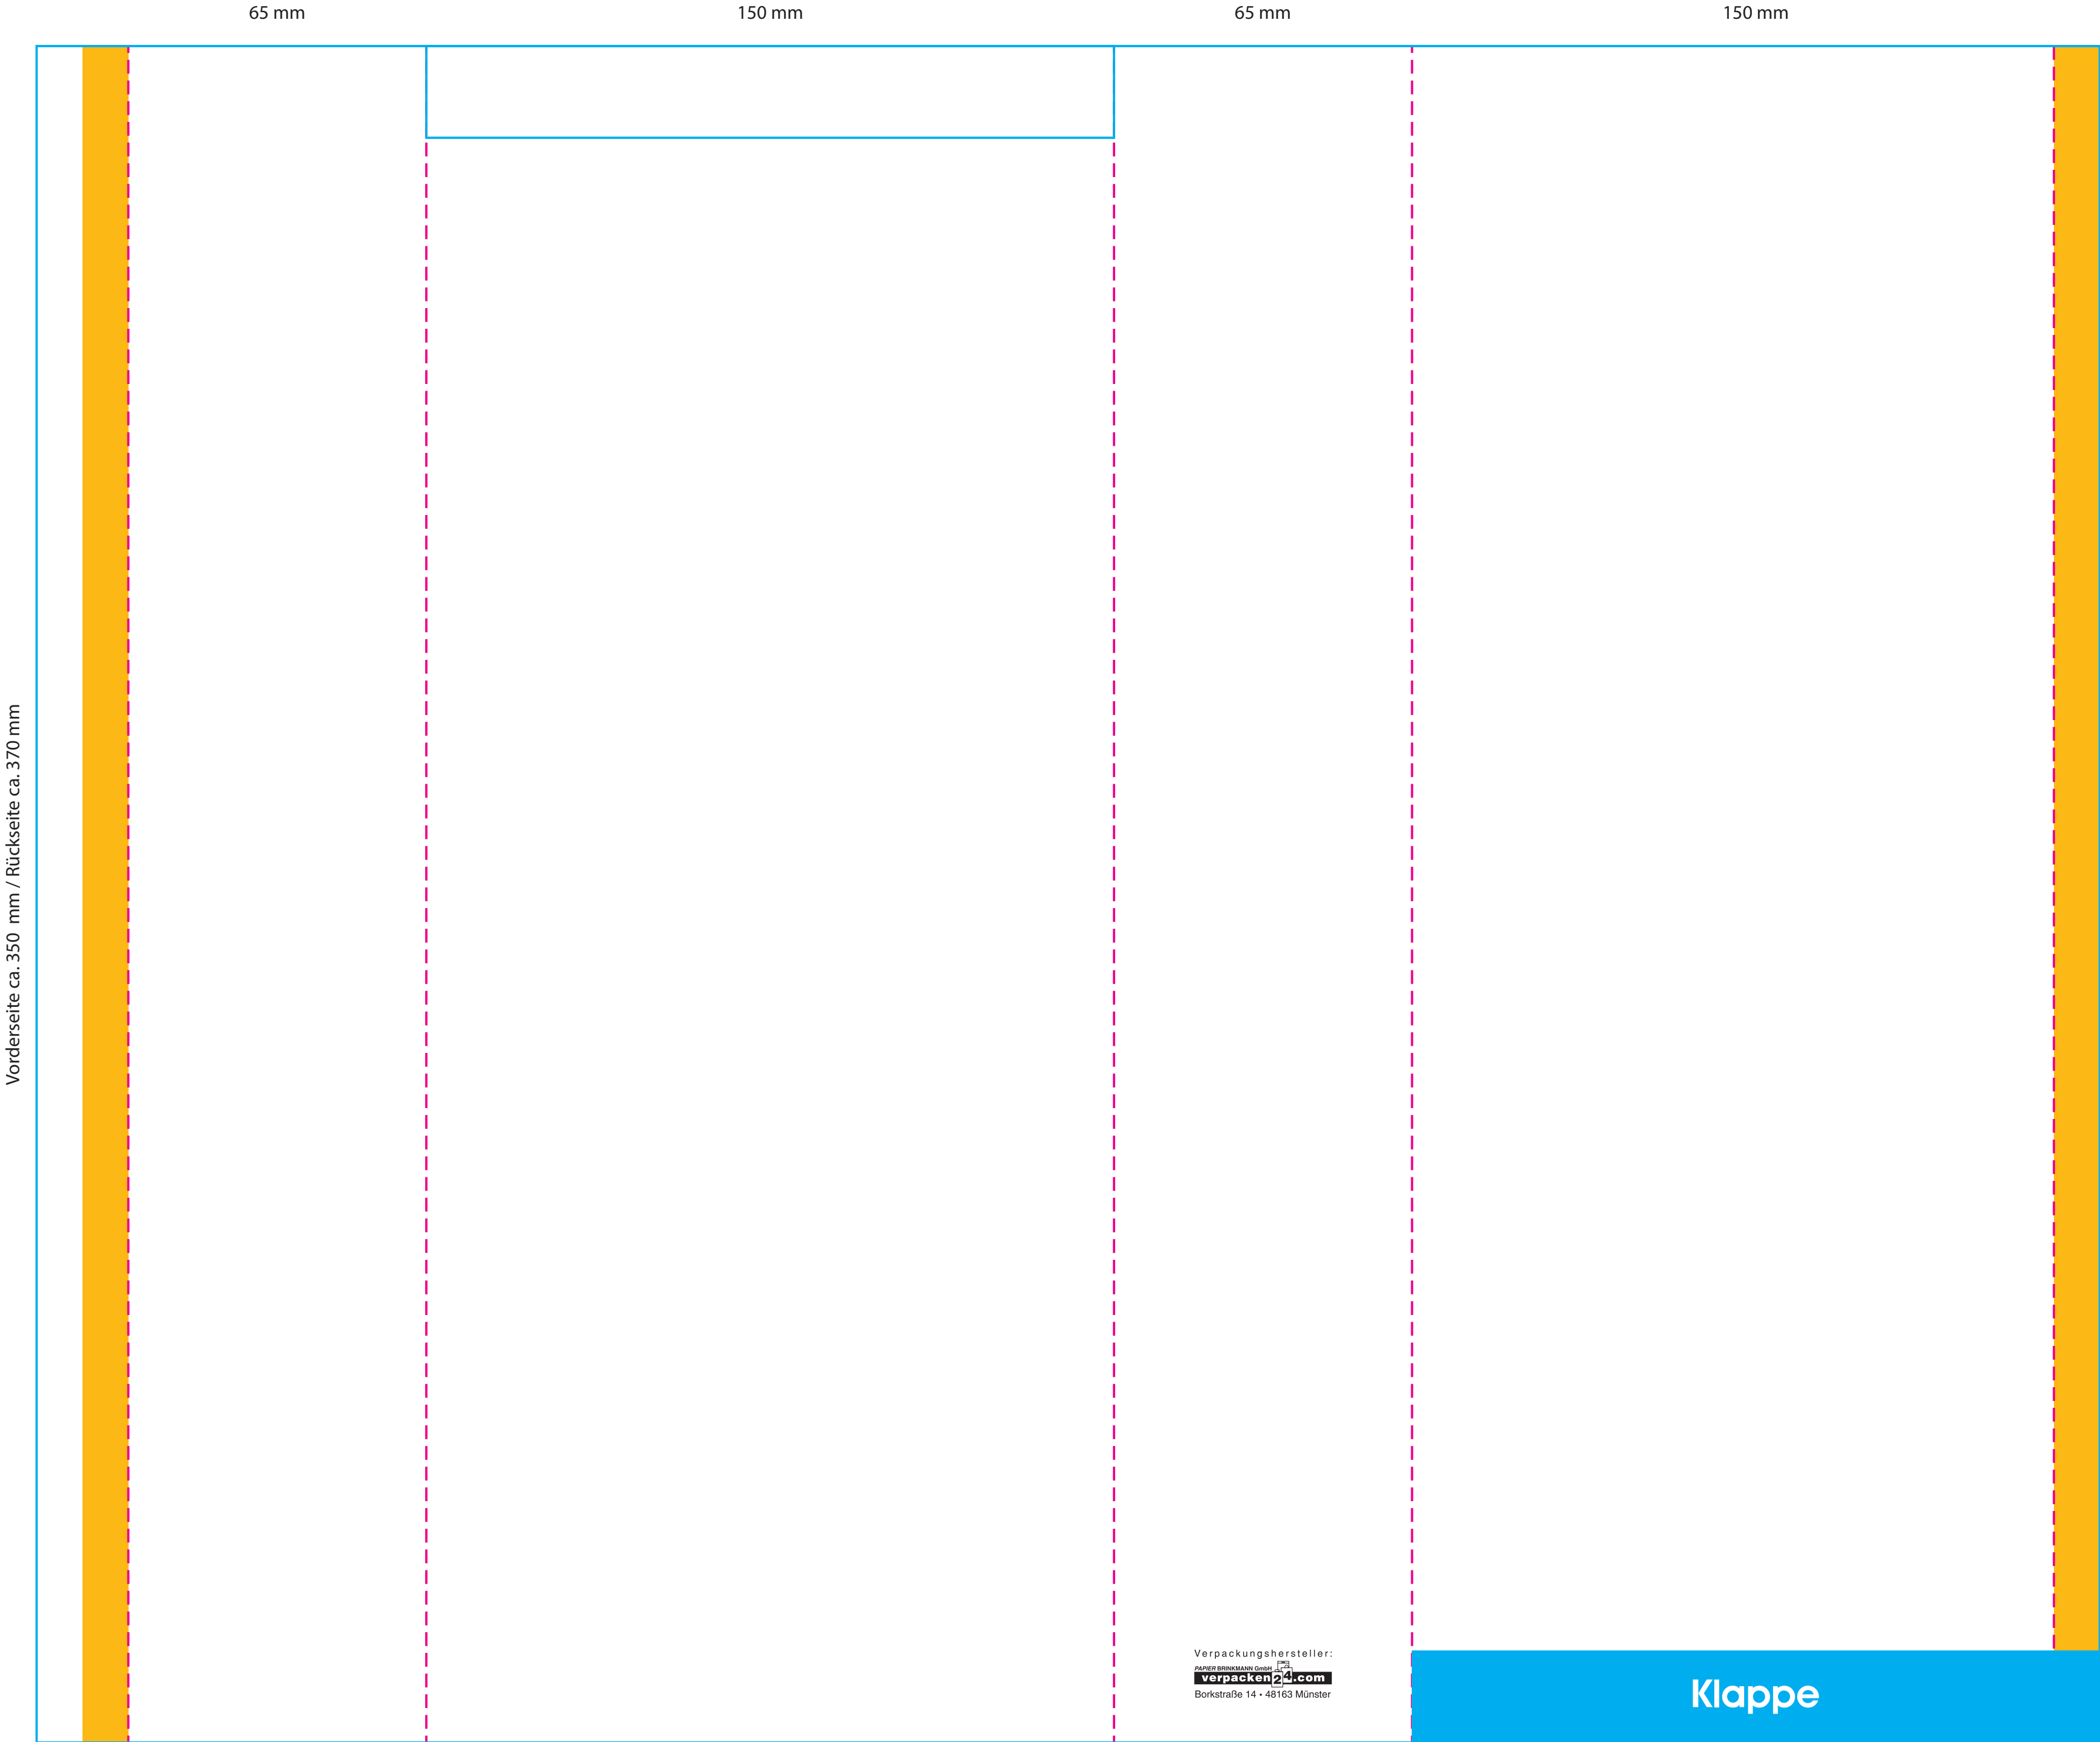 65 mm
150 mm
65 mm
150 mm
Vorderseite ca. 350 mm / Rückseite ca. 370 mm
Verpackungshersteller:
PAPIER BRINKMANN GmbH
verpacken24.com
Borkstraße 14 • 48163 Münster
Klappe